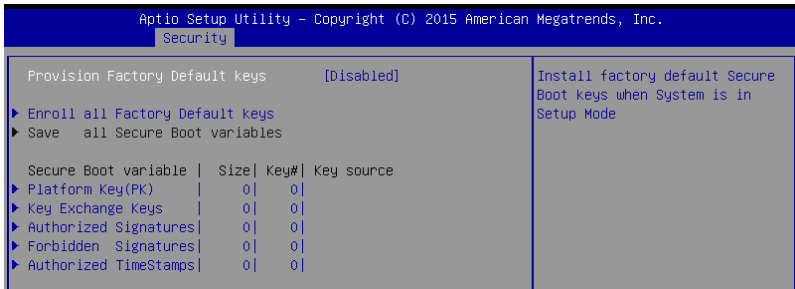 Aptio Setup Utility – Copyright (C) 2015 American Megatrends, Inc.
Security
Provision Factory Default keys [Disabled]
Install factory default Secure
Boot keys when System is in
Setup Mode
Enroll all Factory Default keys
Save all Secure Boot variables
Secure Boot variable | Size| Key#| Key source
Platform Key(PK) | 0| 0|
Key Exchange Keys | 0| 0|
Authorized Signatures| 0| 0|
Forbidden Signatures| 0| 0|
Authorized TimeStamps| 0| 0|